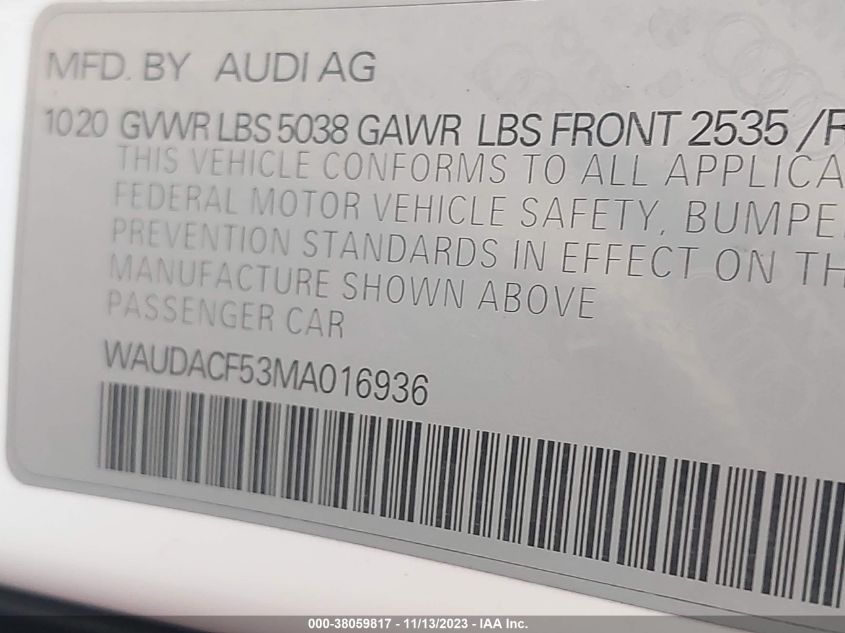 MFD. BY AUDI AG
1020 GVWR LBS 5038 GAWR LBS FRONT 2535 /R
THIS VEHICLE CONFORMS TO ALL APPLICA
FEDERAL MOTOR VEHICLE SAFETY, BUMPE
PREVENTION STANDARDS IN EFFECT ON TH
MANUFACTURE SHOWN ABOVE
PASSENGER CAR
WAUDACF53MA016936
000-38059817 - 11/13/2023 - IAA Inc.